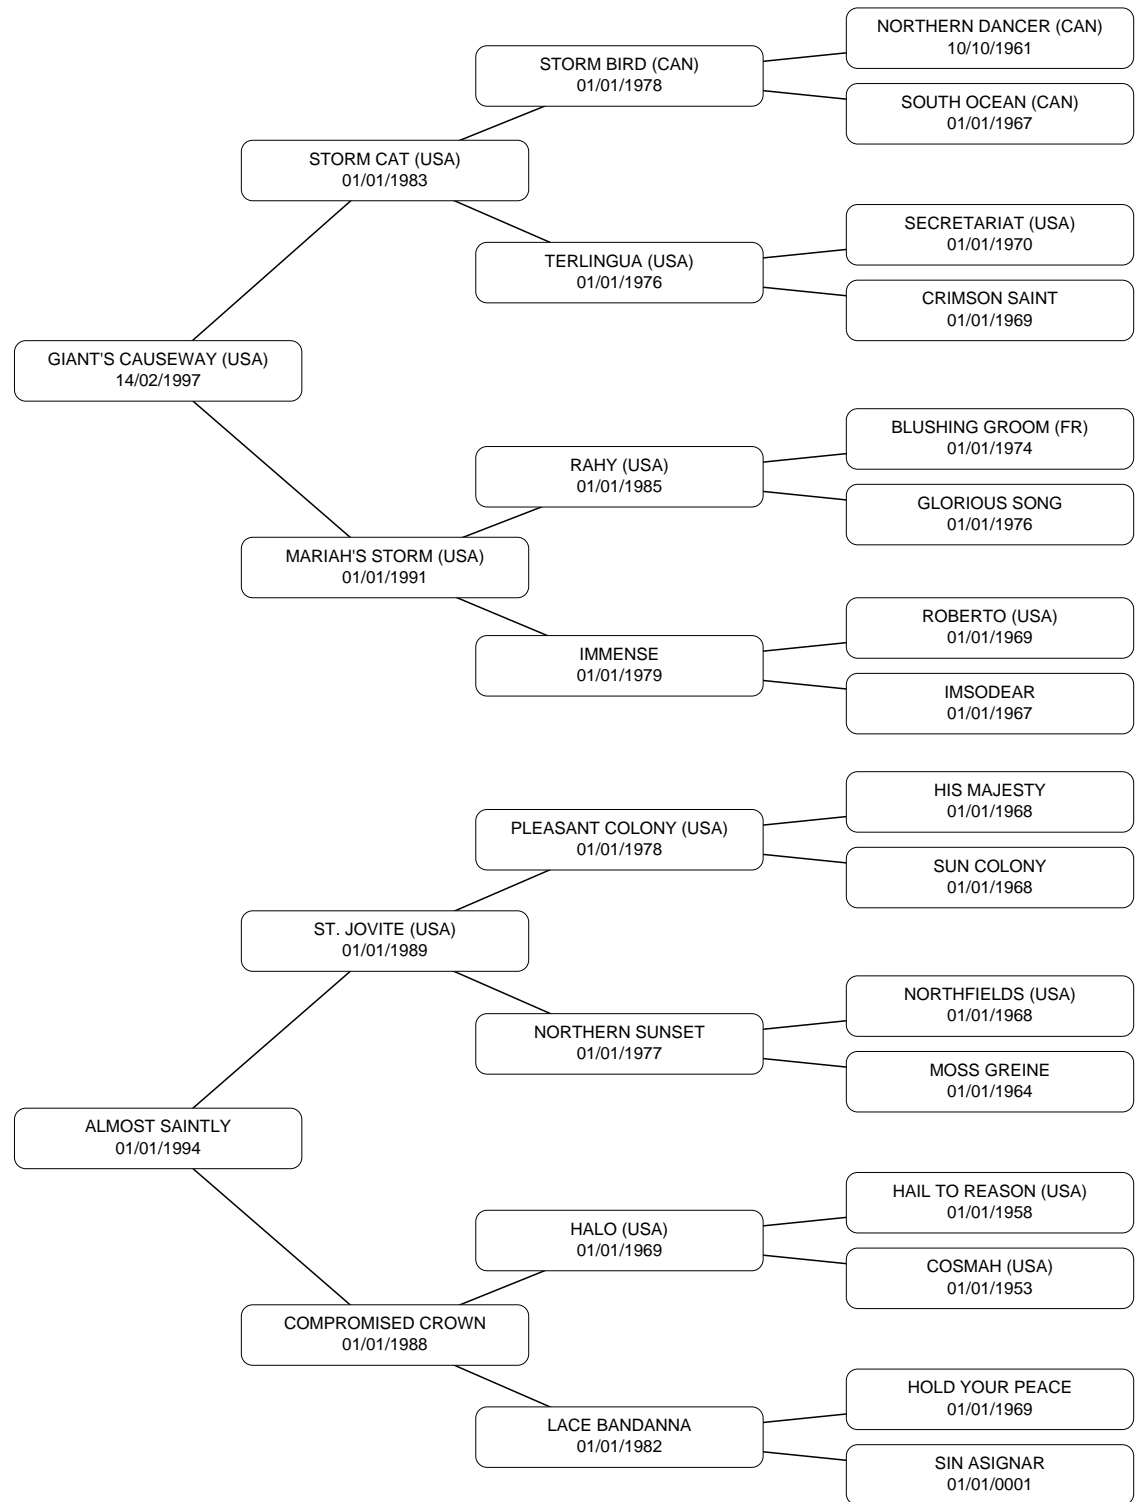 NORTHERN DANCER (CAN)
10/10/1961
STORM BIRD (CAN)
01/01/1978
SOUTH OCEAN (CAN)
01/01/1967
STORM CAT (USA)
01/01/1983
SECRETARIAT (USA)
01/01/1970
TERLINGUA (USA)
01/01/1976
CRIMSON SAINT
01/01/1969
GIANT'S CAUSEWAY (USA)
14/02/1997
BLUSHING GROOM (FR)
01/01/1974
RAHY (USA)
01/01/1985
GLORIOUS SONG
01/01/1976
MARIAH'S STORM (USA)
01/01/1991
ROBERTO (USA)
01/01/1969
IMMENSE
01/01/1979
IMSODEAR
01/01/1967
HIS MAJESTY
01/01/1968
PLEASANT COLONY (USA)
01/01/1978
SUN COLONY
01/01/1968
ST. JOVITE (USA)
01/01/1989
NORTHFIELDS (USA)
01/01/1968
NORTHERN SUNSET
01/01/1977
MOSS GREINE
01/01/1964
ALMOST SAINTLY
01/01/1994
HAIL TO REASON (USA)
01/01/1958
HALO (USA)
01/01/1969
COSMAH (USA)
01/01/1953
COMPROMISED CROWN
01/01/1988
HOLD YOUR PEACE
01/01/1969
LACE BANDANNA
01/01/1982
SIN ASIGNAR
01/01/0001